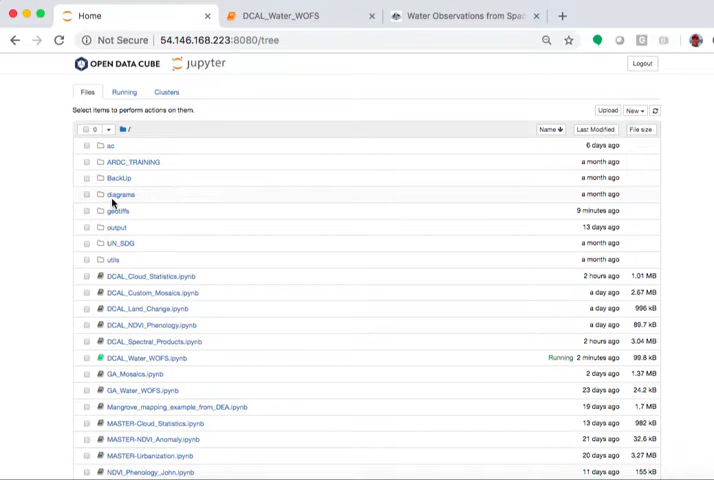 Home
DCAL_Water_WOFS
Water Observations from Spac
Not Secure 54.146.168.223:8080/tree
OPEN DATA CUBE jupyter
Logout
Files Running Clusters
Select items to perform actions on them.
Upload New
0 /
Name Last Modified File size
ac 6 days ago
ARDC_TRAINING a month ago
BackUp a month ago
diagrams a month ago
geotiffs 9 minutes ago
output 13 days ago
UN_SDG a month ago
utils a month ago
DCAL_Cloud_Statistics.ipynb 2 hours ago 1.01 MB
DCAL_Custom_Mosaics.ipynb a day ago 2.67 MB
DCAL_Land_Change.ipynb a day ago 996 kB
DCAL_NDVI_Phenology.ipynb a day ago 89.7 kB
DCAL_Spectral_Products.ipynb 2 hours ago 3.04 MB
DCAL_Water_WOFS.ipynb Running 2 minutes ago 99.8 kB
GA_Mosaics.ipynb 2 days ago 1.37 MB
GA_Water_WOFS.ipynb 23 days ago 24.2 kB
Mangrove_mapping_example_from_DEA.ipynb 19 days ago 1.7 MB
MASTER-Cloud_Statistics.ipynb 13 days ago 982 kB
MASTER-NDVI_Anomaly.ipynb 21 days ago 32.6 kB
MASTER-Urbanization.ipynb 20 days ago 3.27 MB
NDVI_Phenology_John.ipynb 11 days ago 155 kB